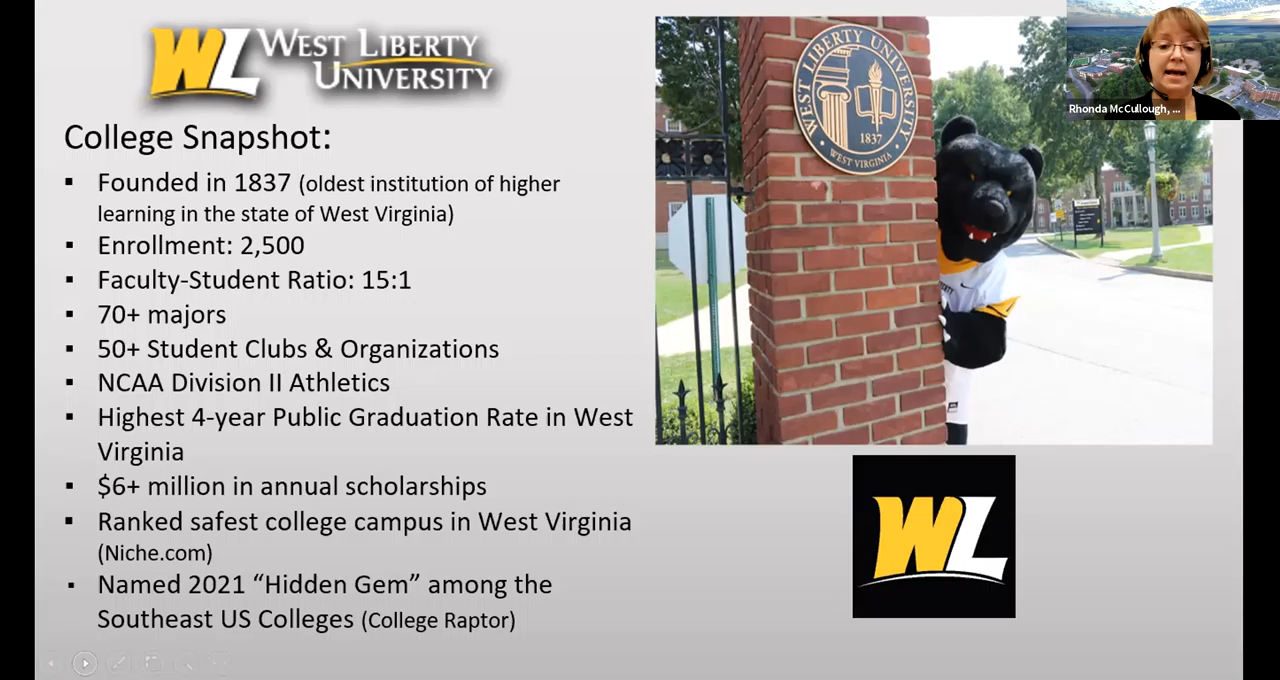 WL WEST LIBERTY
UNIVERSITY
College Snapshot:
▪ Founded in 1837 (oldest institution of higher
learning in the state of West Virginia)
▪ Enrollment: 2,500
▪ Faculty-Student Ratio: 15:1
▪ 70+ majors
▪ 50+ Student Clubs & Organizations
▪ NCAA Division II Athletics
▪ Highest 4-year Public Graduation Rate in West
Virginia
▪ $6+ million in annual scholarships
▪ Ranked safest college campus in West Virginia
(Niche.com)
▪ Named 2021 “Hidden Gem” among the
Southeast US Colleges (College Raptor)
WEST LIBERTY UNIVERSITY
1837
• WEST VIRGINIA •
Rhonda McCullough, ...
WL